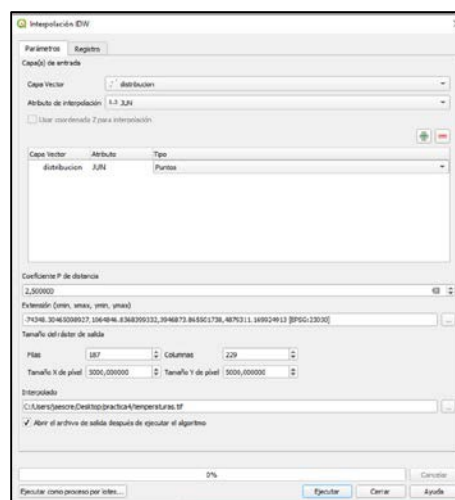 Interpolación IDW
Parámetros Registro
Capa(s) de entrada
Capa Vector distribucion
Atributo de interpolación 1.2 JUN
Usar coordenada Z para interpolación
Capa Vector Atributo Tipo
distribucion JUN Puntos
Coeficiente P de distancia
2,500000
Extensión (xmin, xmax, ymin, ymax)
[EPSG:23030]
Tamaño del ráster de salida
Filas 187 Columnas 229
Tamaño X de píxel 5000,000000 Tamaño Y de píxel 5000,000000
Interpolado
C:/Users/jaescre/Desktop/practica4/temperaturas.tif
Abrir el archivo de salida después de ejecutar el algoritmo
0% Cancelar
Ejecutar como proceso por lotes... Ejecutar Cerrar Ayuda